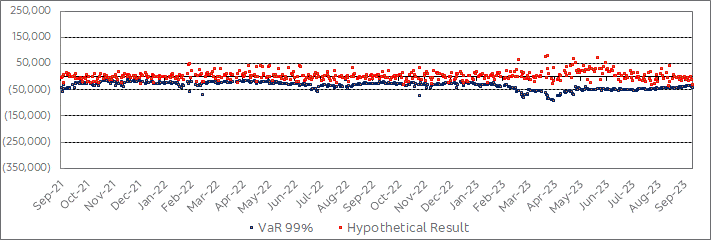 250,000
150,000
50,000
(50,000)
(150,000)
(250,000)
(350,000)
Sep-21
Oct-21
Nov-21
Dec-21
Jan-22
Feb-22
Mar-22
Apr-22
May-22
Jun-22
Jul-22
Aug-22
Sep-22
Oct-22
Nov-22
Dec-22
Jan-23
Feb-23
Mar-23
Apr-23
May-23
Jun-23
Jul-23
Aug-23
Sep-23
VaR 99%
Hypothetical Result